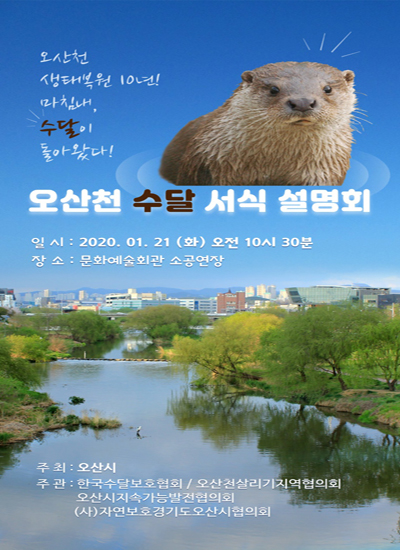 오산천
생태복원 10년!
마침내,
수달이
돌아왔다!
오산천 수달 서식 설명회
일 시 : 2020. 01. 21 (화) 오전 10시 30분
장 소 : 문화예술회관 소공연장
주 최 : 오산시
주 관 : 한국수달보호협회 / 오산천살리기지역협의회
오산시지속가능발전협의회
(사)자연보호경기도오산시협의회